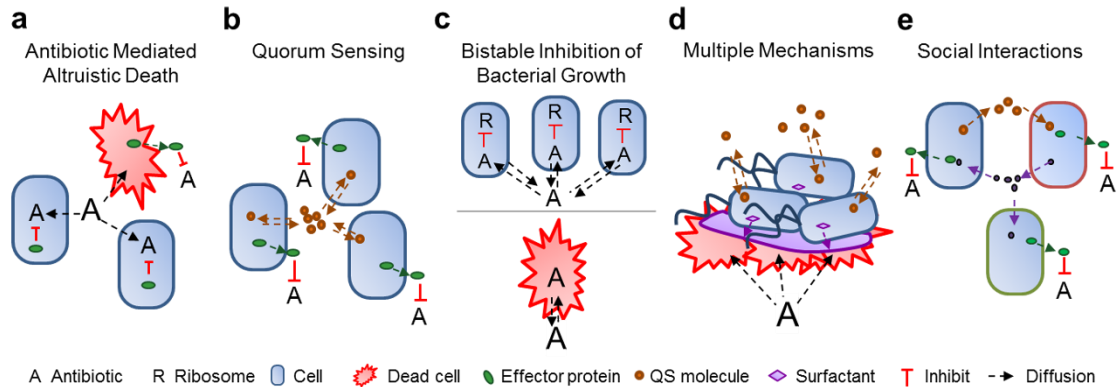 a
Antibiotic Mediated
Altruistic Death
A
A
A
A
b
Quorum Sensing
A
A
A
c
Bistable Inhibition of
Bacterial Growth
R R R
A A A
A
A
A
d
Multiple Mechanisms
A
e
Social Interactions
A
A
A
A Antibiotic R Ribosome Cell Dead cell Effector protein QS molecule Surfactant Inhibit Diffusion